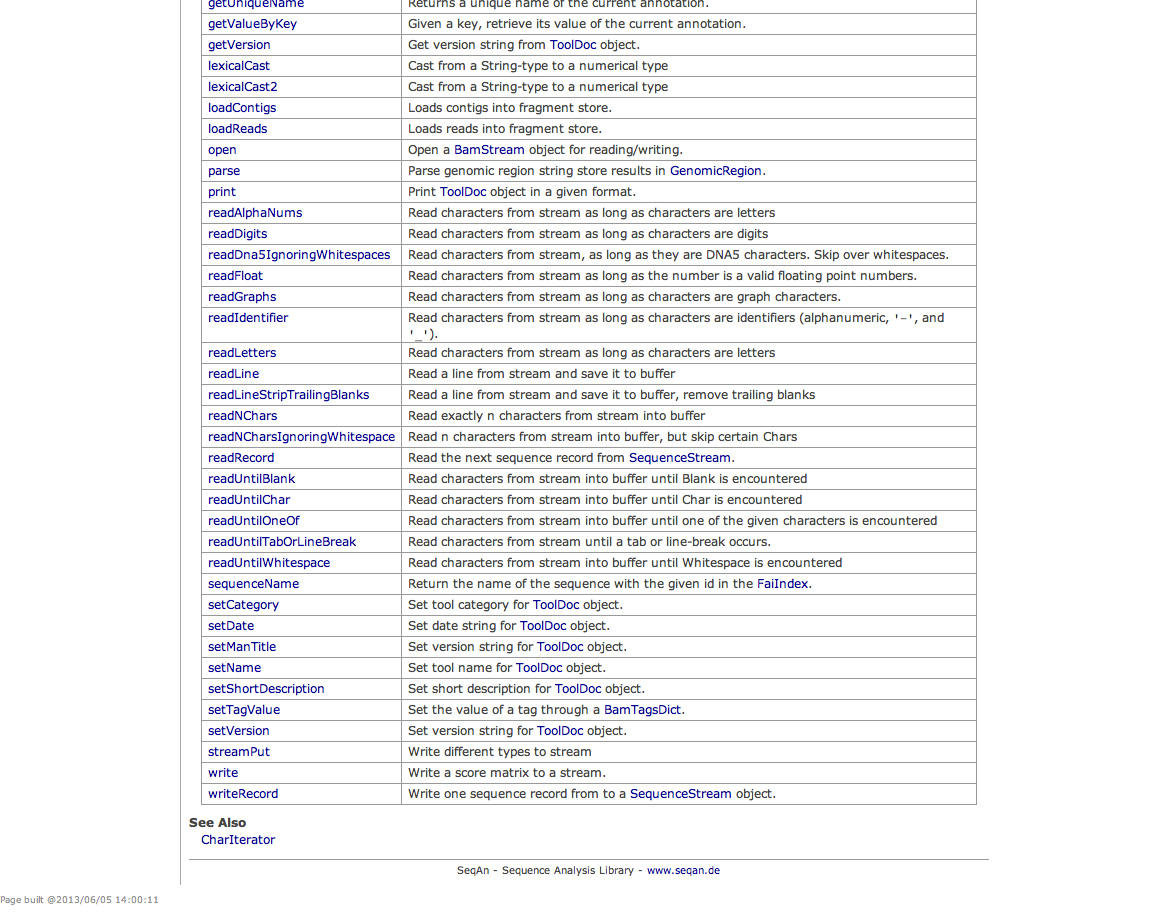 getUniqueName Returns a unique name of the current annotation.
getValueByKey Given a key, retrieve its value of the current annotation.
getVersion Get version string from ToolDoc object.
lexicalCast Cast from a String-type to a numerical type
lexicalCast2 Cast from a String-type to a numerical type
loadContigs Loads contigs into fragment store.
loadReads Loads reads into fragment store.
open Open a BamStream object for reading/writing.
parse Parse genomic region string store results in GenomicRegion.
print Print ToolDoc object in a given format.
readAlphaNums Read characters from stream as long as characters are letters
readDigits Read characters from stream as long as characters are digits
readDna5IgnoringWhitespaces Read characters from stream, as long as they are DNA5 characters. Skip over whitespaces.
readFloat Read characters from stream as long as the number is a valid floating point numbers.
readGraphs Read characters from stream as long as characters are graph characters.
readIdentifier Read characters from stream as long as characters are identifiers (alphanumeric, '-', and
'_').
readLetters Read characters from stream as long as characters are letters
readLine Read a line from stream and save it to buffer
readLineStripTrailingBlanks Read a line from stream and save it to buffer, remove trailing blanks
readNChars Read exactly n characters from stream into buffer
readNCharsIgnoringWhitespace Read n characters from stream into buffer, but skip certain Chars
readRecord Read the next sequence record from SequenceStream.
readUntilBlank Read characters from stream into buffer until Blank is encountered
readUntilChar Read characters from stream into buffer until Char is encountered
readUntilOneOf Read characters from stream into buffer until one of the given characters is encountered
readUntilTabOrLineBreak Read characters from stream until a tab or line-break occurs.
readUntilWhitespace Read characters from stream into buffer until Whitespace is encountered
sequenceName Return the name of the sequence with the given id in the FaiIndex.
setCategory Set tool category for ToolDoc object.
setDate Set date string for ToolDoc object.
setManTitle Set version string for ToolDoc object.
setName Set tool name for ToolDoc object.
setShortDescription Set short description for ToolDoc object.
setTagValue Set the value of a tag through a BamTagsDict.
setVersion Set version string for ToolDoc object.
streamPut Write different types to stream
write Write a score matrix to a stream.
writeRecord Write one sequence record from to a SequenceStream object.
See Also
CharIterator
SeqAn - Sequence Analysis Library - www.seqan.de
Page built @2013/06/05 14:00:11